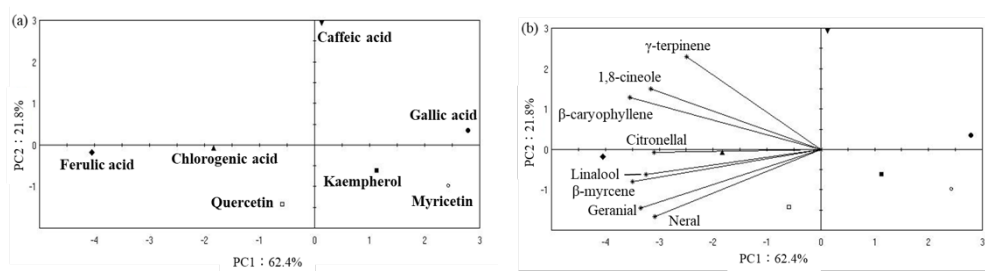 (a)
3
Caffeic acid
2
1
Gallic acid
0
Ferulic acid
Chlorogenic acid
Kaempherol
-1
Quercetin
Myricetin
PC2：21.8%
-4 -3 -2 -1 0 1 2 3
PC1：62.4%
(b)
3
γ-terpinene
2
1,8-cineole
1
β-caryophyllene
Citronellal
0
Linalool
β-myrcene
-1
Geranial
Neral
PC2：21.8%
-4 -3 -2 -1 0 1 2 3
PC1：62.4%